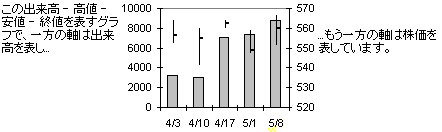 この出来高 - 高値 -
安値 - 終値を表すグラ
フで、一方の軸は出来
高を表し...
10000
8000
6000
4000
2000
0
570
560
550
540
530
520
4/3 4/10 4/17 5/1 5/8
...もう一方の軸は株価を
表しています。